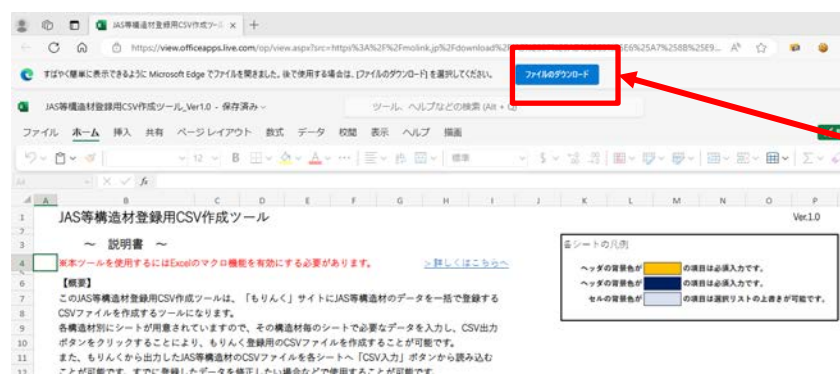 JAS等構造材登録用CSV作成ツール
https://view.officeapps.live.com/op/view.aspx?src=https%3A%2F%2Fmolink.jp%2Fdownload%2
すばやく簡単に表示できるように Microsoft Edge でファイルを開きました。後で使用する場合は、[ファイルのダウンロード] を選択してください。
ファイルのダウンロード
JAS等構造材登録用CSV作成ツール_Ver1.0 - 保存済み
ツール、ヘルプなどの検索 (Alt + Q)
ファイル ホーム 挿入 共有 ページ レイアウト 数式 データ 校閲 表示 ヘルプ 描画
12 B A 標準 $
fx
A B C D E F G H I J K L M N O P
1 JAS等構造材登録用CSV作成ツール Ver.1.0
2
3 ～ 説明書 ～ 各シートの凡例
4 ※本ツールを使用するにはExcelのマクロ機能を有効にする必要があります。 >詳しくはこちらへ
ヘッダの背景色が の項目は必須入力です。
6 【概要】
ヘッダの背景色が の項目は必須入力です。
7 このJAS等構造材登録用CSV作成ツールは、「もりんく」サイトにJAS等構造材のデータを一括で登録する
セルの背景色が の項目は選択リストの上書きが可能です。
8 CSVファイルを作成するツールになります。
9 各構造材別にシートが用意されていますので、その構造材毎のシートで必要なデータを入力し、CSV出力
10 ボタンをクリックすることにより、もりんく登録用のCSVファイルを作成することが可能です。
11 また、もりんくから出力したJAS等構造材のCSVファイルを各シートへ「CSV入力」ボタンから読み込む
12 ことが可能です。すでに登録したデータを修正したい場合などで使用することが可能です。